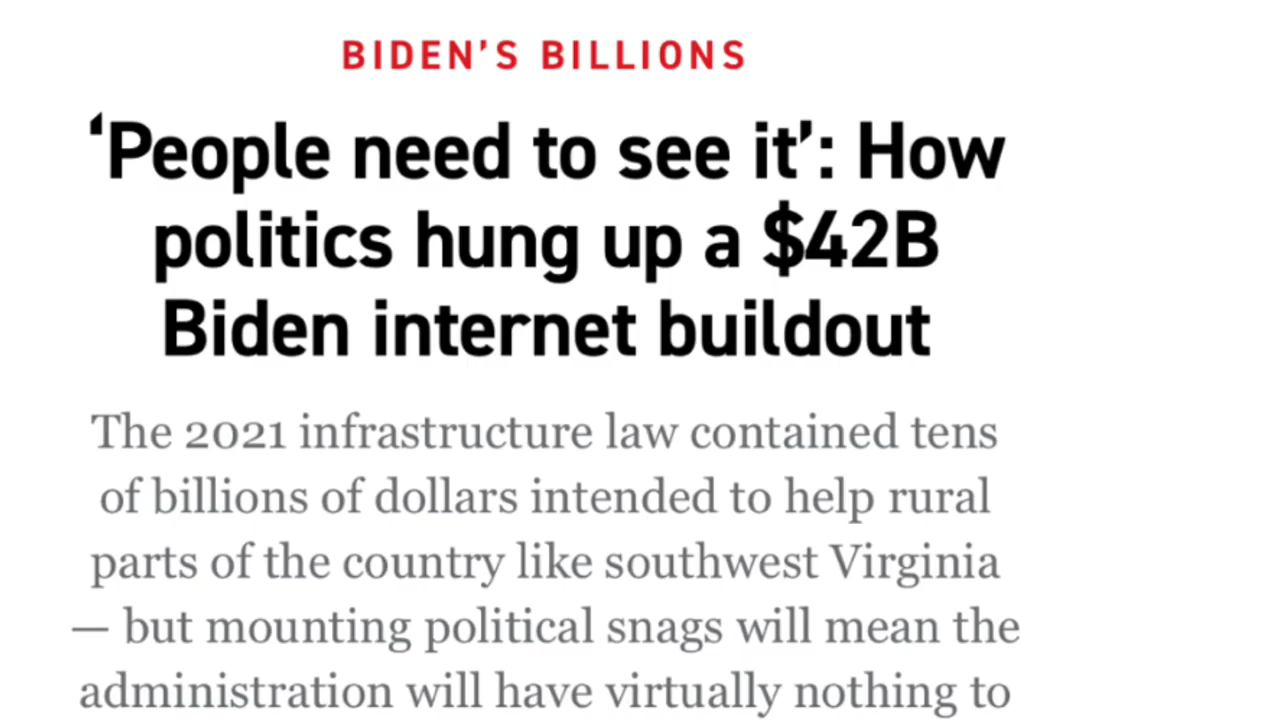 BIDEN’S BILLIONS
‘People need to see it’: How
politics hung up a $42B
Biden internet buildout
The 2021 infrastructure law contained tens
of billions of dollars intended to help rural
parts of the country like southwest Virginia
— but mounting political snags will mean the
administration will have virtually nothing to